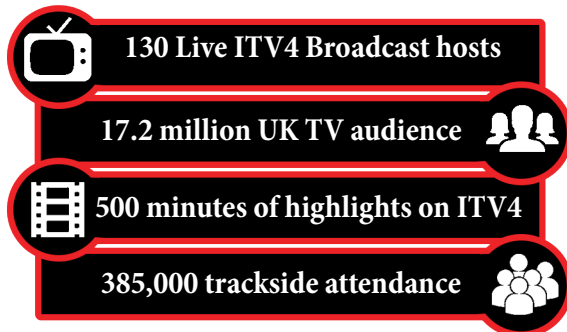 130 Live ITV4 Broadcast hosts
17.2 million UK TV audience
500 minutes of highlights on ITV4
385,000 trackside attendance